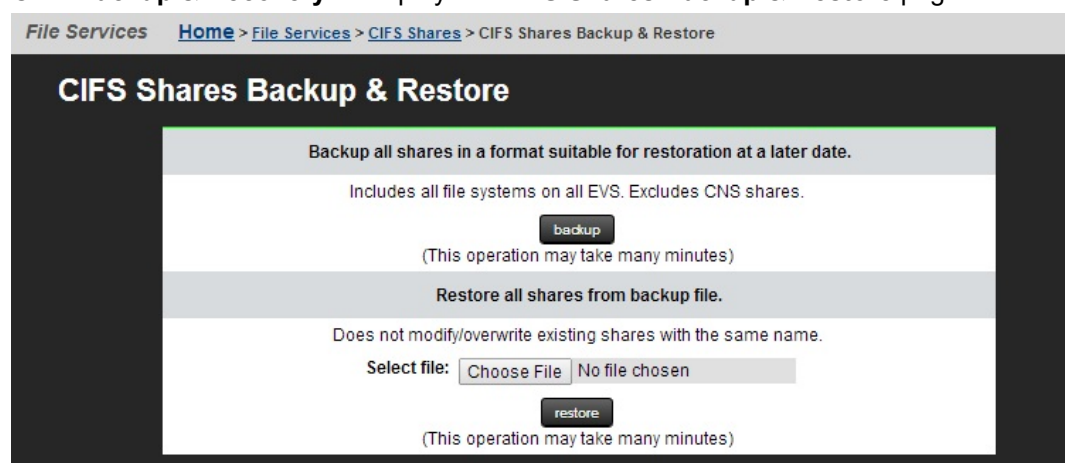 File Services Home > File Services > CIFS Shares > CIFS Shares Backup & Restore
CIFS Shares Backup & Restore
Backup all shares in a format suitable for restoration at a later date.
Includes all file systems on all EVS. Excludes CNS shares.
backup
(This operation may take many minutes)
Restore all shares from backup file.
Does not modify/overwrite existing shares with the same name.
Select file: Choose File No file chosen
restore
(This operation may take many minutes)